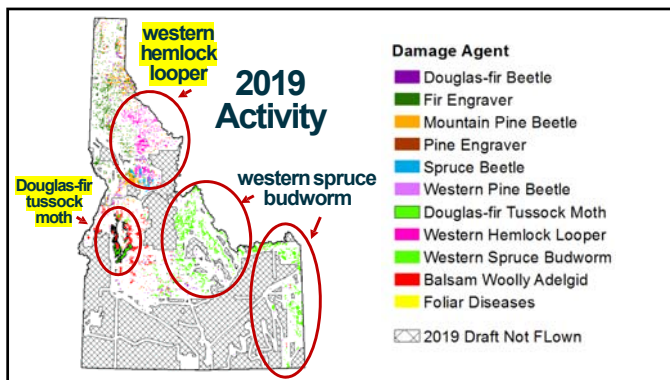 western
hemlock
looper
2019
Activity
Douglas-fir
tussock
moth
western spruce
budworm
Damage Agent
Douglas-fir Beetle
Fir Engraver
Mountain Pine Beetle
Pine Engraver
Spruce Beetle
Western Pine Beetle
Douglas-fir Tussock Moth
Western Hemlock Looper
Western Spruce Budworm
Balsam Woolly Adelgid
Foliar Diseases
2019 Draft Not FLown